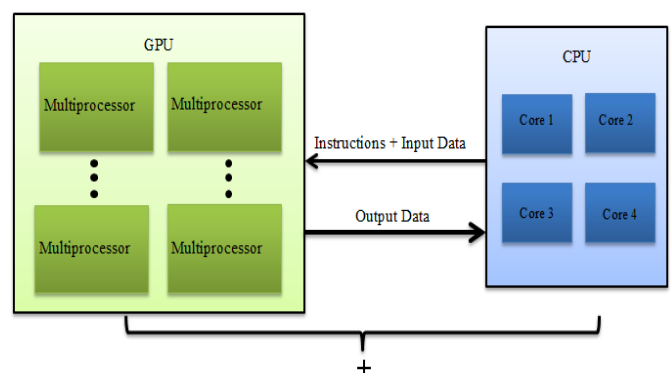 GPU
Multiprocessor Multiprocessor
Multiprocessor Multiprocessor
Instructions + Input Data
Output Data
CPU
Core 1 Core 2
Core 3 Core 4
+